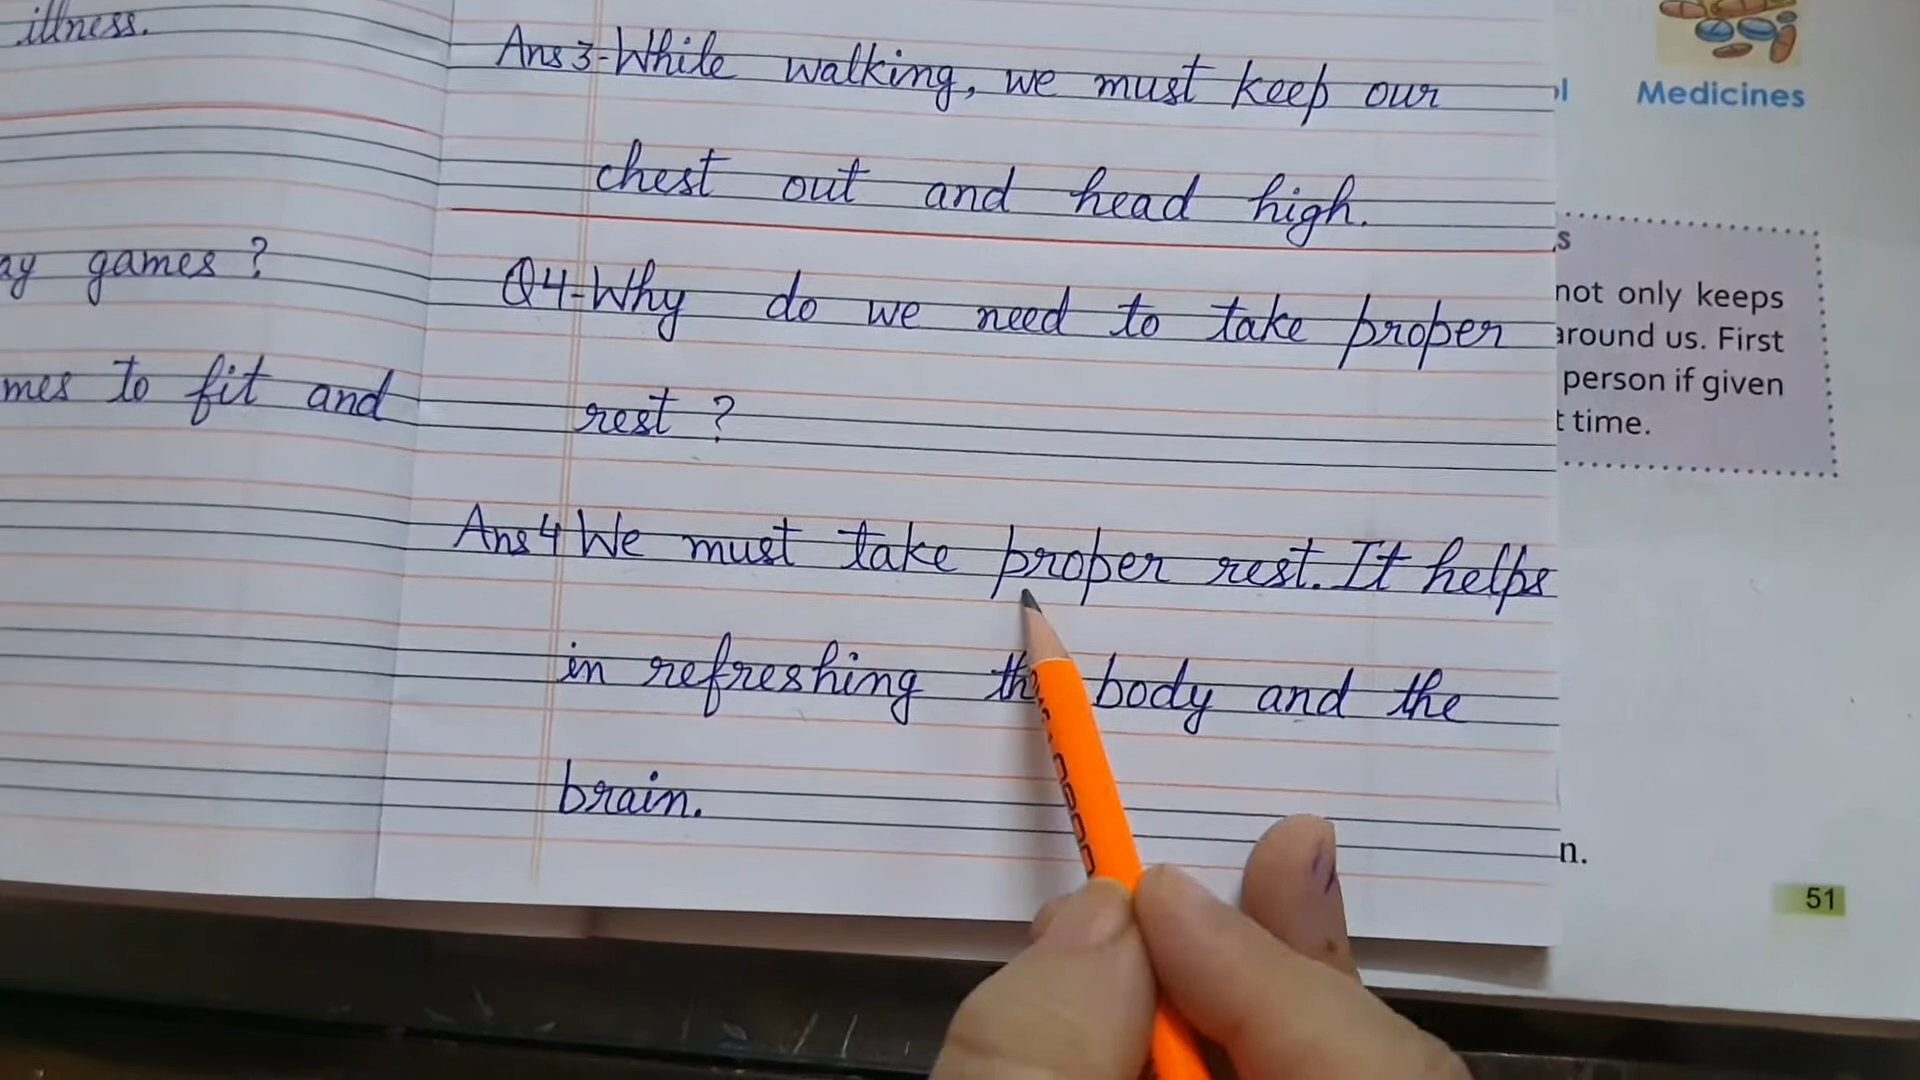 illness.
games ?
to fit and
Ans 3-While walking, we must keep our
chest out and head high.
Q4-Why do we need to take proper
rest ?
Ans 4 We must take proper rest. It helps
in refreshing the body and the
brain.
Medicines
not only keeps
around us. First
person if given
t time.
n.
51